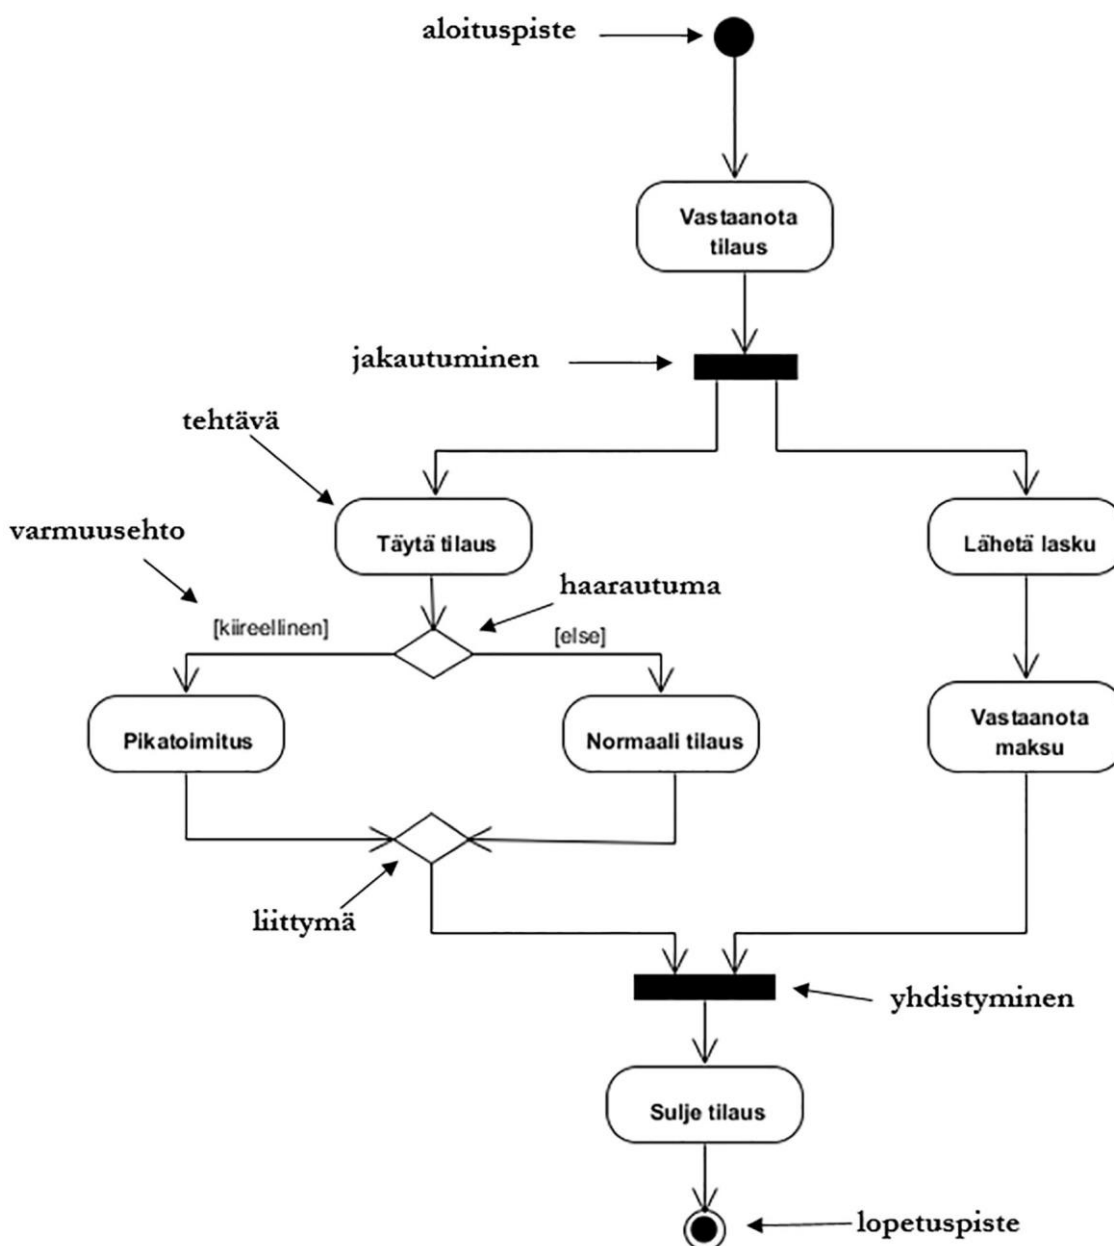 aloituspiste
Vastaanota
tilaus
jakautuminen
tehtävä
varmuusehto
Täytä tilaus
Lähetä lasku
haarautuma
[kiireellinen]
[else]
Pikatoimitus
Normaali tilaus
Vastaanota
maksu
liittymä
yhdistyminen
Sulje tilaus
lopetuspiste